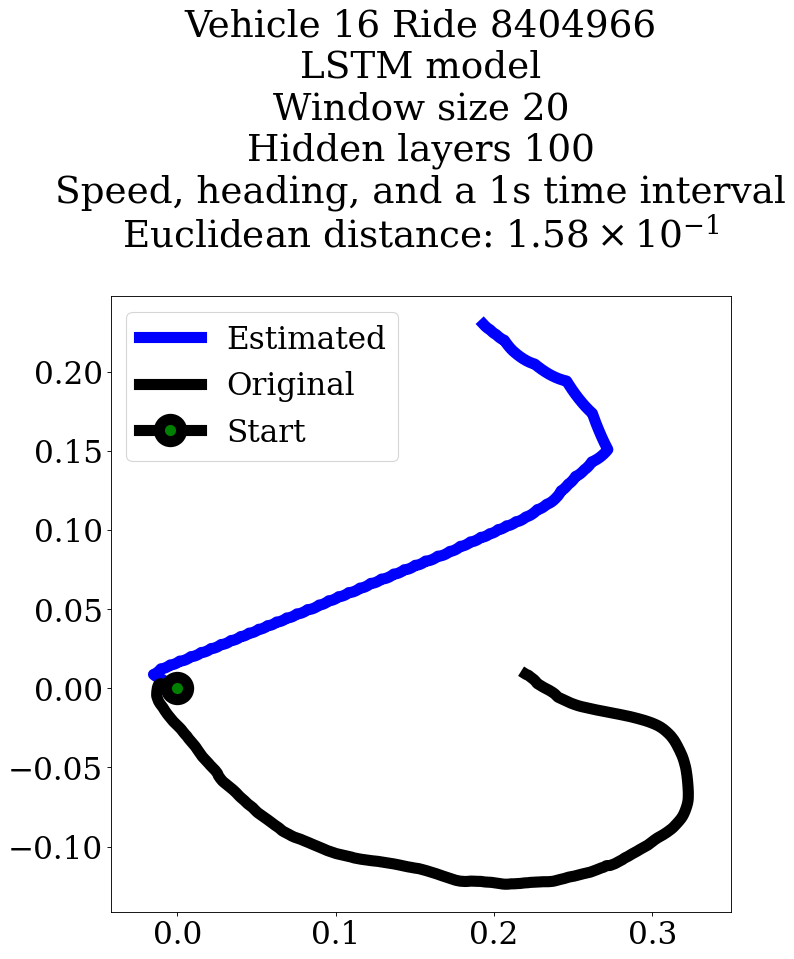 Vehicle 16 Ride 8404966
LSTM model
Window size 20
Hidden layers 100
Speed, heading, and a 1s time interval
Euclidean distance: 1.58 × 10⁻¹
Estimated
Original
Start
0.20
0.15
0.10
0.05
0.00
−0.05
−0.10
0.0 0.1 0.2 0.3